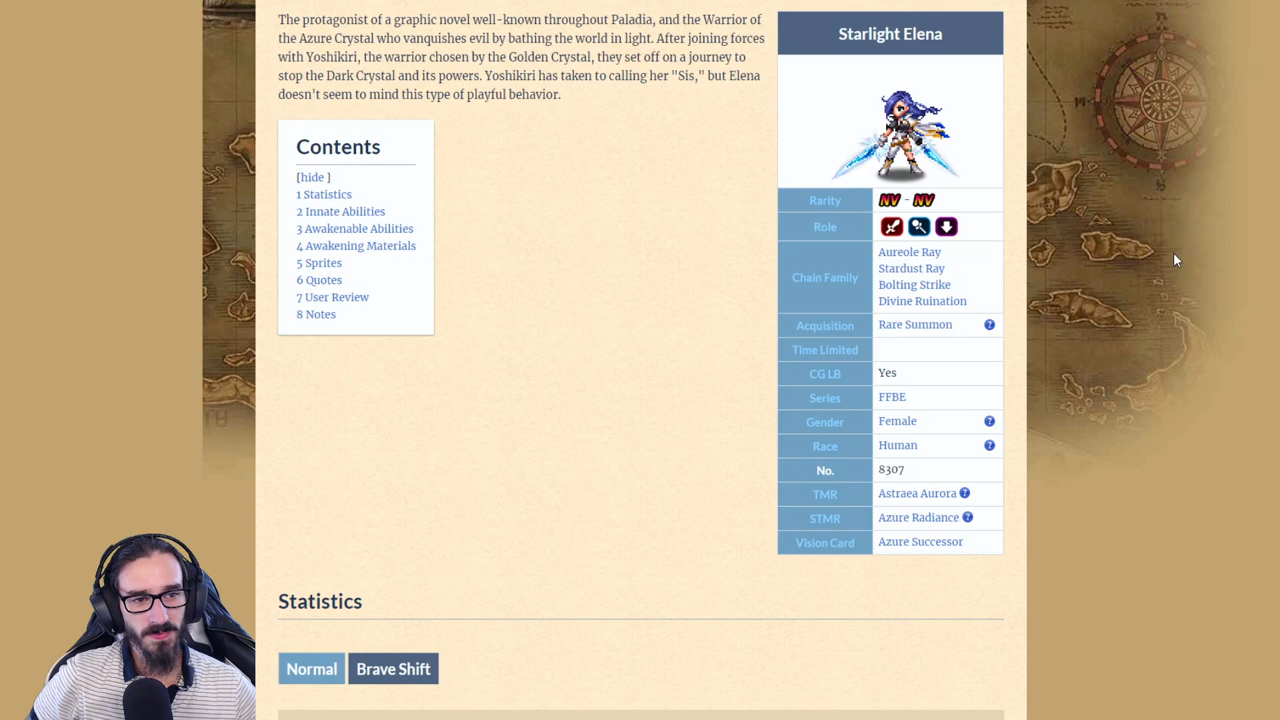 The protagonist of a graphic novel well-known throughout Paladia, and the Warrior of
the Azure Crystal who vanquishes evil by bathing the world in light. After joining forces
with Yoshikiri, the warrior chosen by the Golden Crystal, they set off on a journey to
stop the Dark Crystal and its powers. Yoshikiri has taken to calling her "Sis," but Elena
doesn't seem to mind this type of playful behavior.
Contents
[hide ]
1 Statistics
2 Innate Abilities
3 Awakenable Abilities
4 Awakening Materials
5 Sprites
6 Quotes
7 User Review
8 Notes
Starlight Elena
Rarity NV - NV
Role
Chain Family
Aureole Ray
Stardust Ray
Bolting Strike
Divine Ruination
Acquisition Rare Summon ?
Time Limited
CG LB Yes
Series FFBE
Gender Female ?
Race Human ?
No. 8307
TMR Astraea Aurora ?
STMR Azure Radiance ?
Vision Card Azure Successor
Statistics
Normal Brave Shift